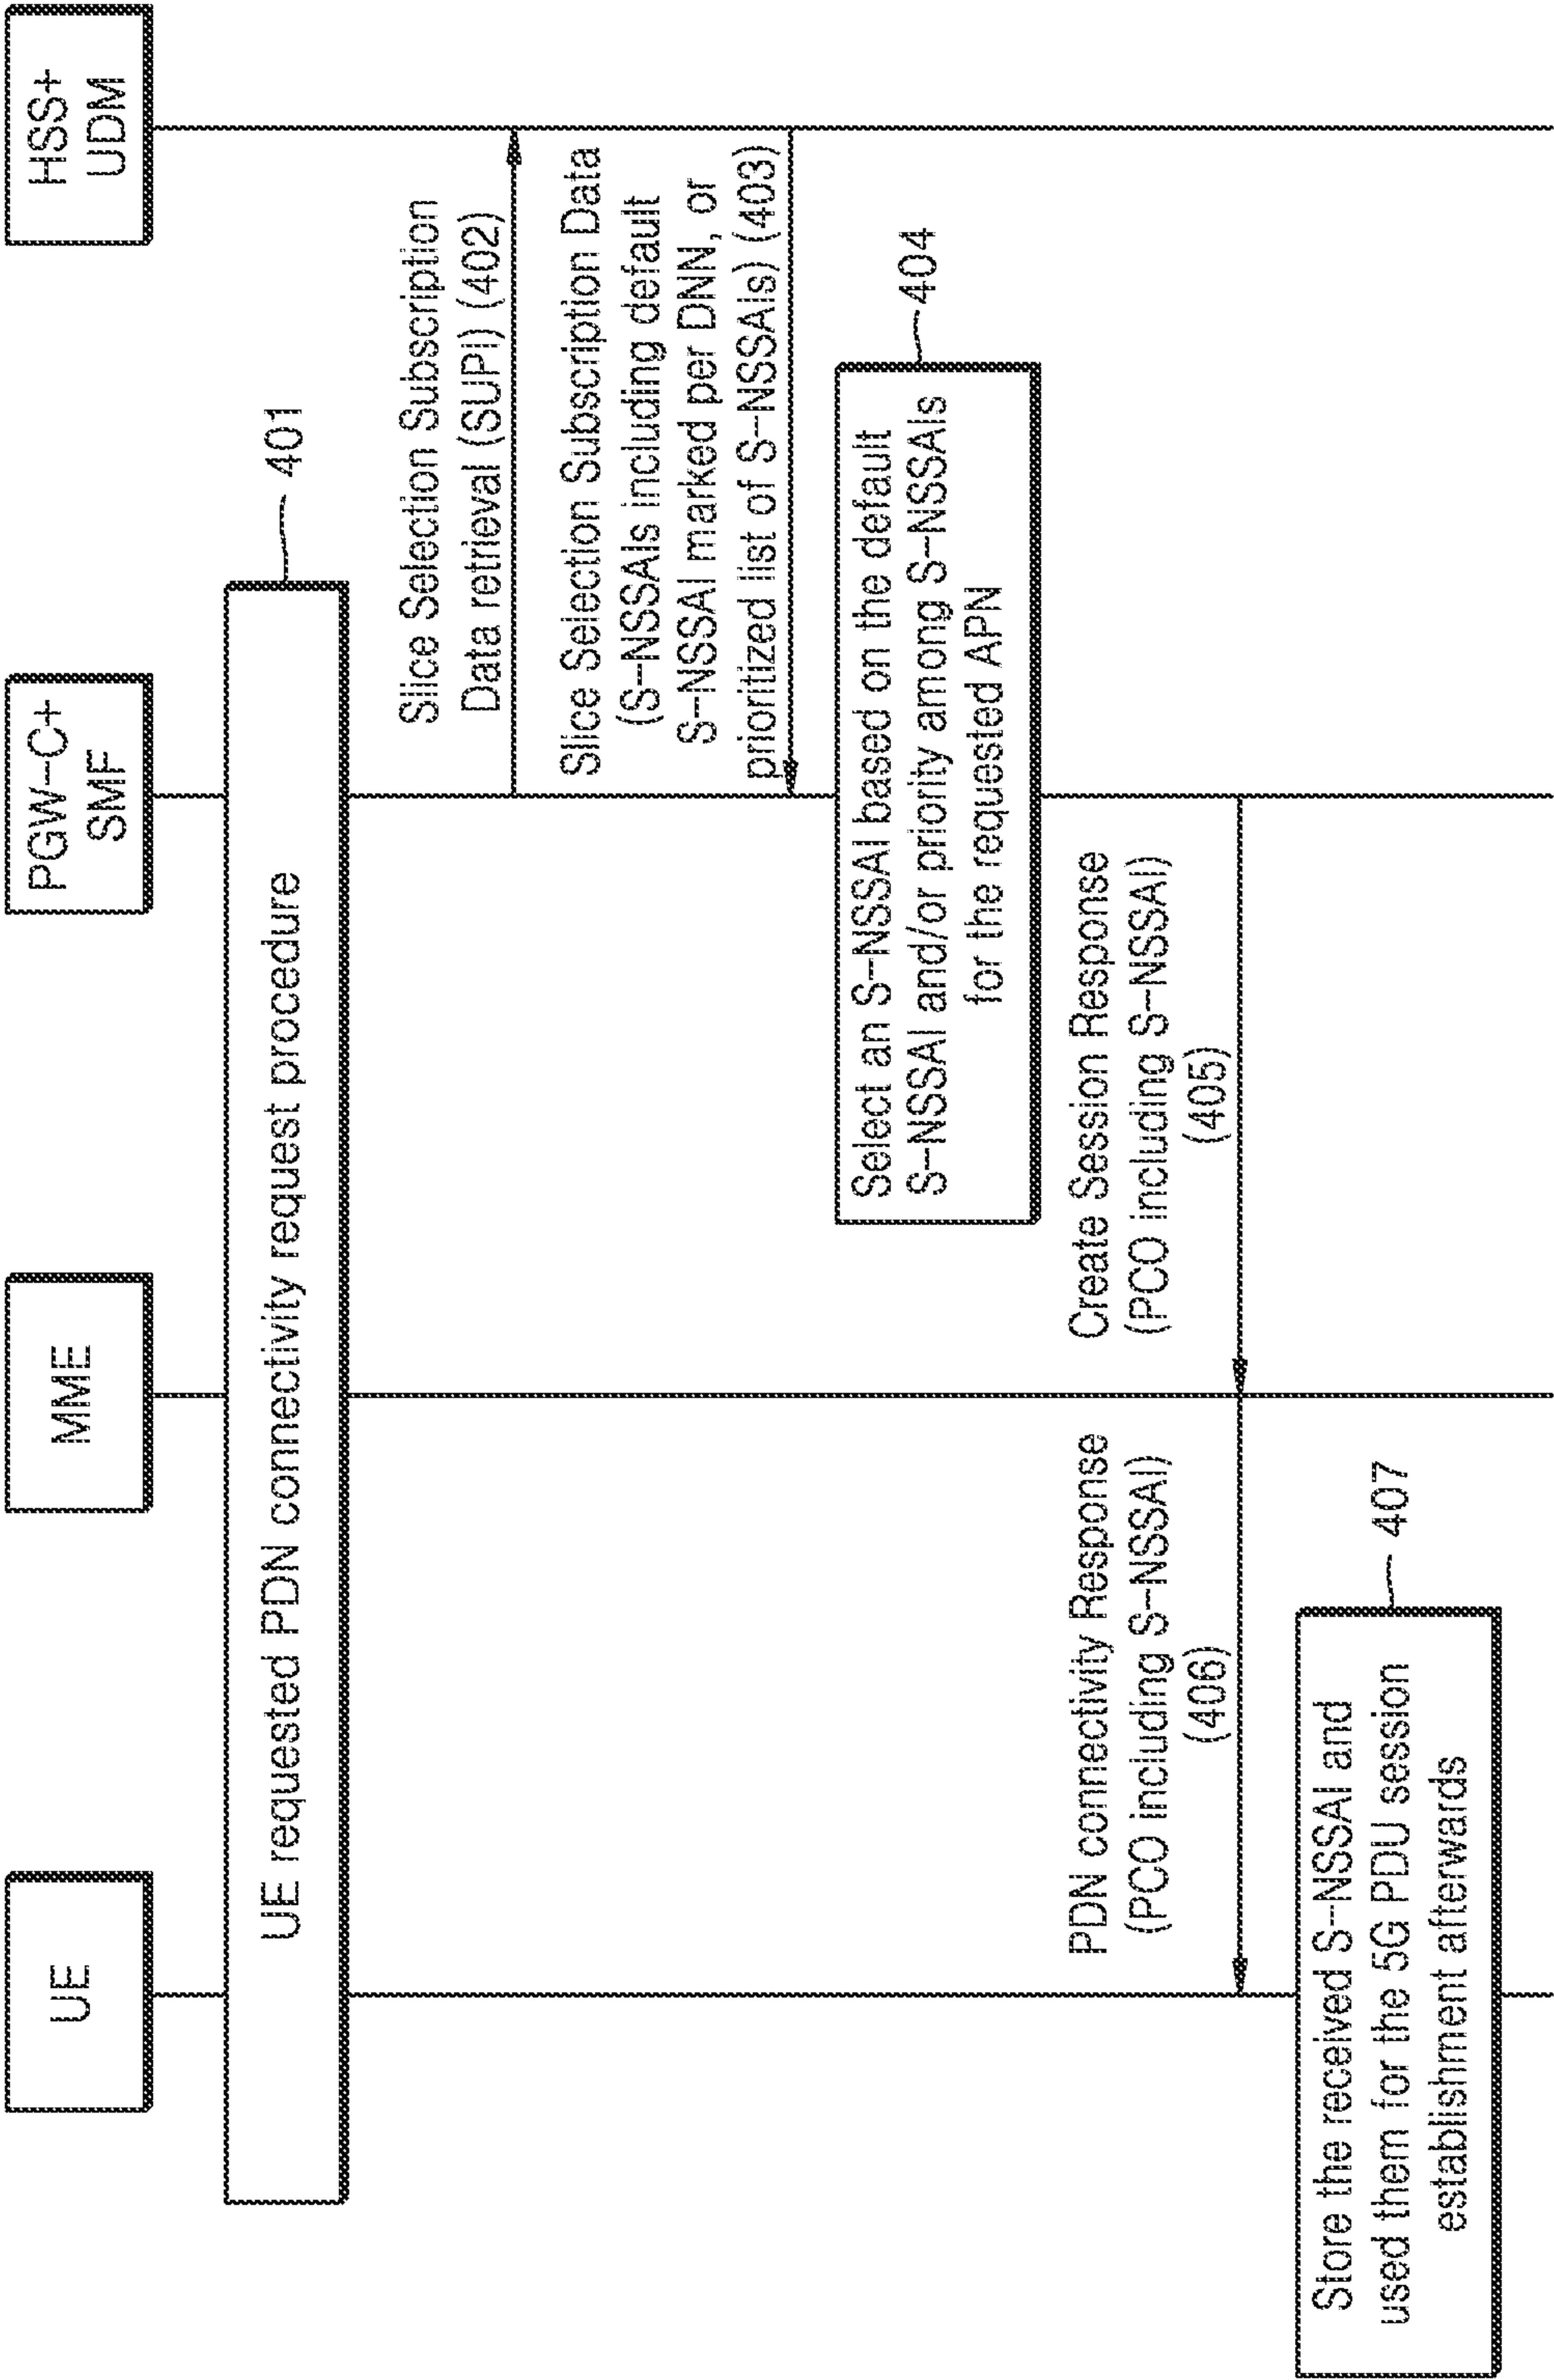 UE
MME
PGW-C+
SMF
HSS+
UDM
UE requested PDN connectivity request procedure
401
Slice Selection Subscription
Data retrieval (SUPI) (402)
Slice Selection Subscription Data
(S-NSSAIs including default
S-NSSAI marked per DNN, or
prioritized list of S-NSSAIs) (403)
404
Select an S-NSSAI based on the default
S-NSSAI and/or priority among S-NSSAIs
for the requested APN
Create Session Response
(PCO including S-NSSAI)
(405)
PDN connectivity Response
(PCO including S-NSSAI)
(406)
407
Store the received S-NSSAI and
used them for the 5G PDU session
establishment afterwards